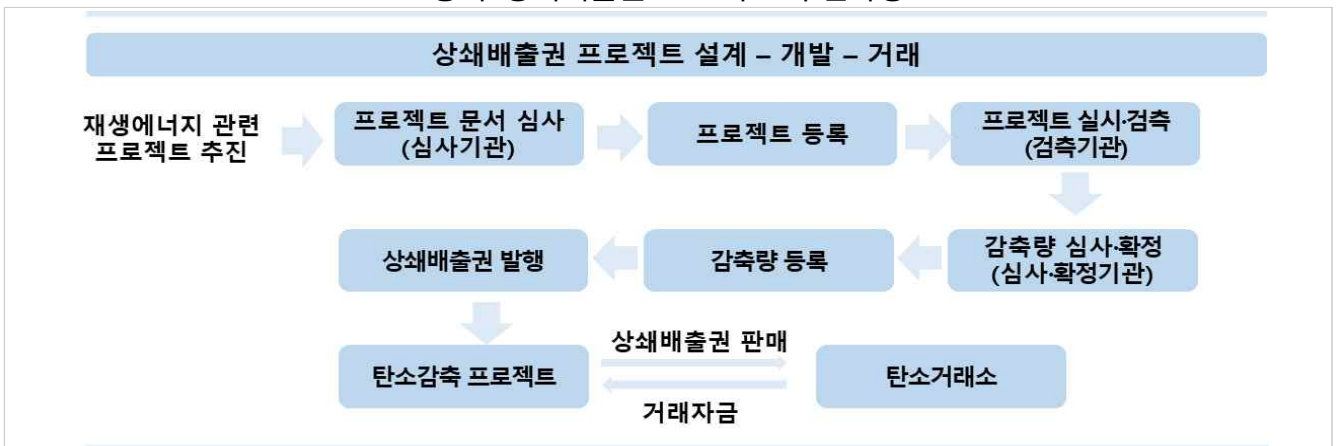 상쇄배출권 프로젝트 설계 – 개발 – 거래
재생에너지 관련
프로젝트 추진
프로젝트 문서 심사
(심사기관)
프로젝트 등록
프로젝트 실시·검측
(검측기관)
감축량 심사·확정
(심사·확정기관)
감축량 등록
상쇄배출권 발행
탄소감축 프로젝트
상쇄배출권 판매
거래자금
탄소거래소